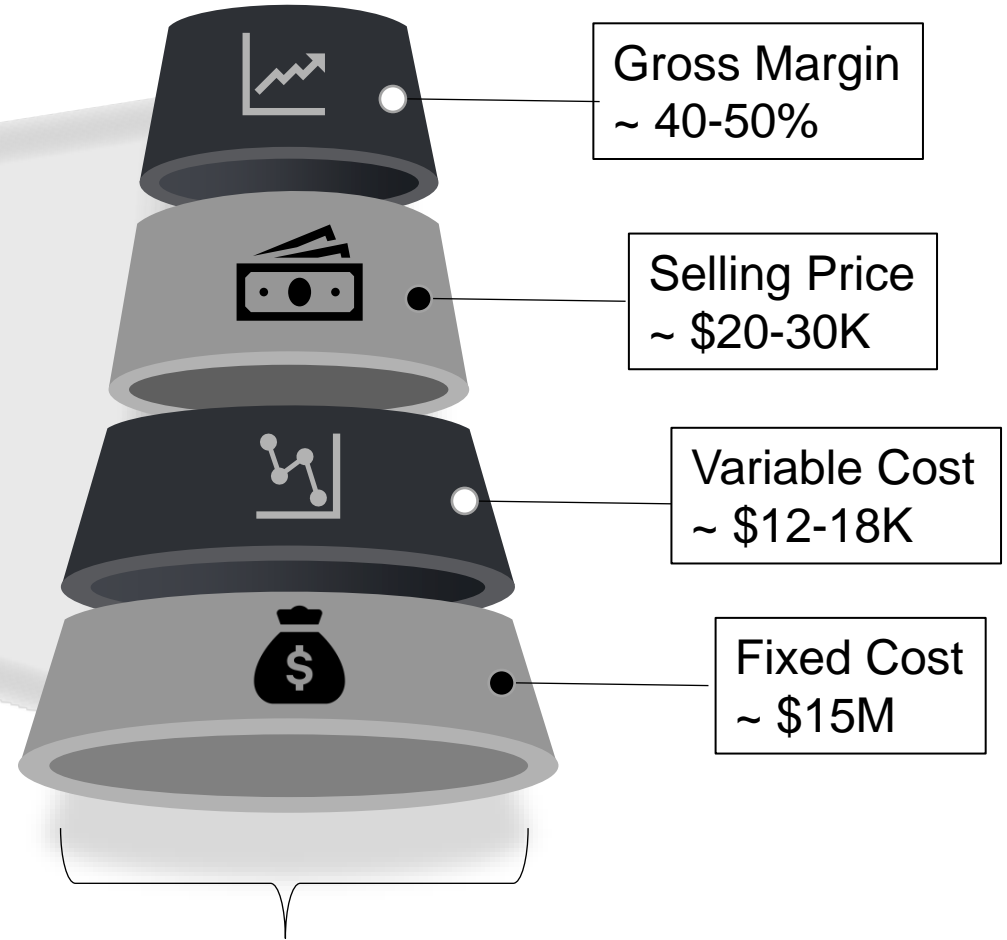 Gross Margin
~ 40-50%
Selling Price
~ $20-30K
Variable Cost
~ $12-18K
$
Fixed Cost
~ $15M